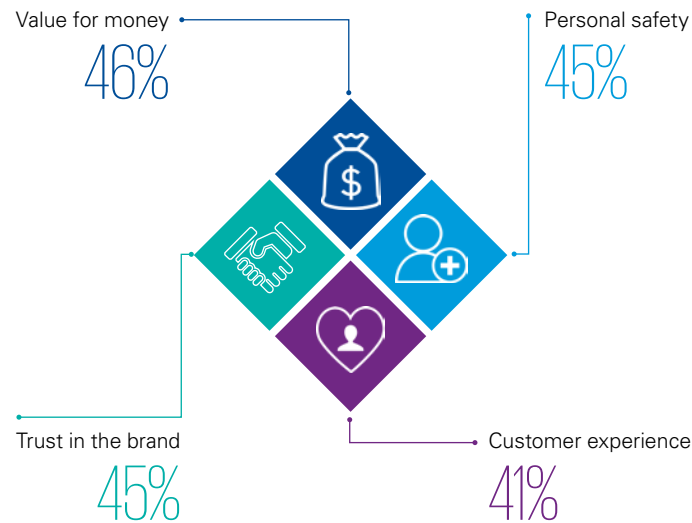 Value for money
46%
Personal safety
45%
$
Trust in the brand
45%
Customer experience
41%